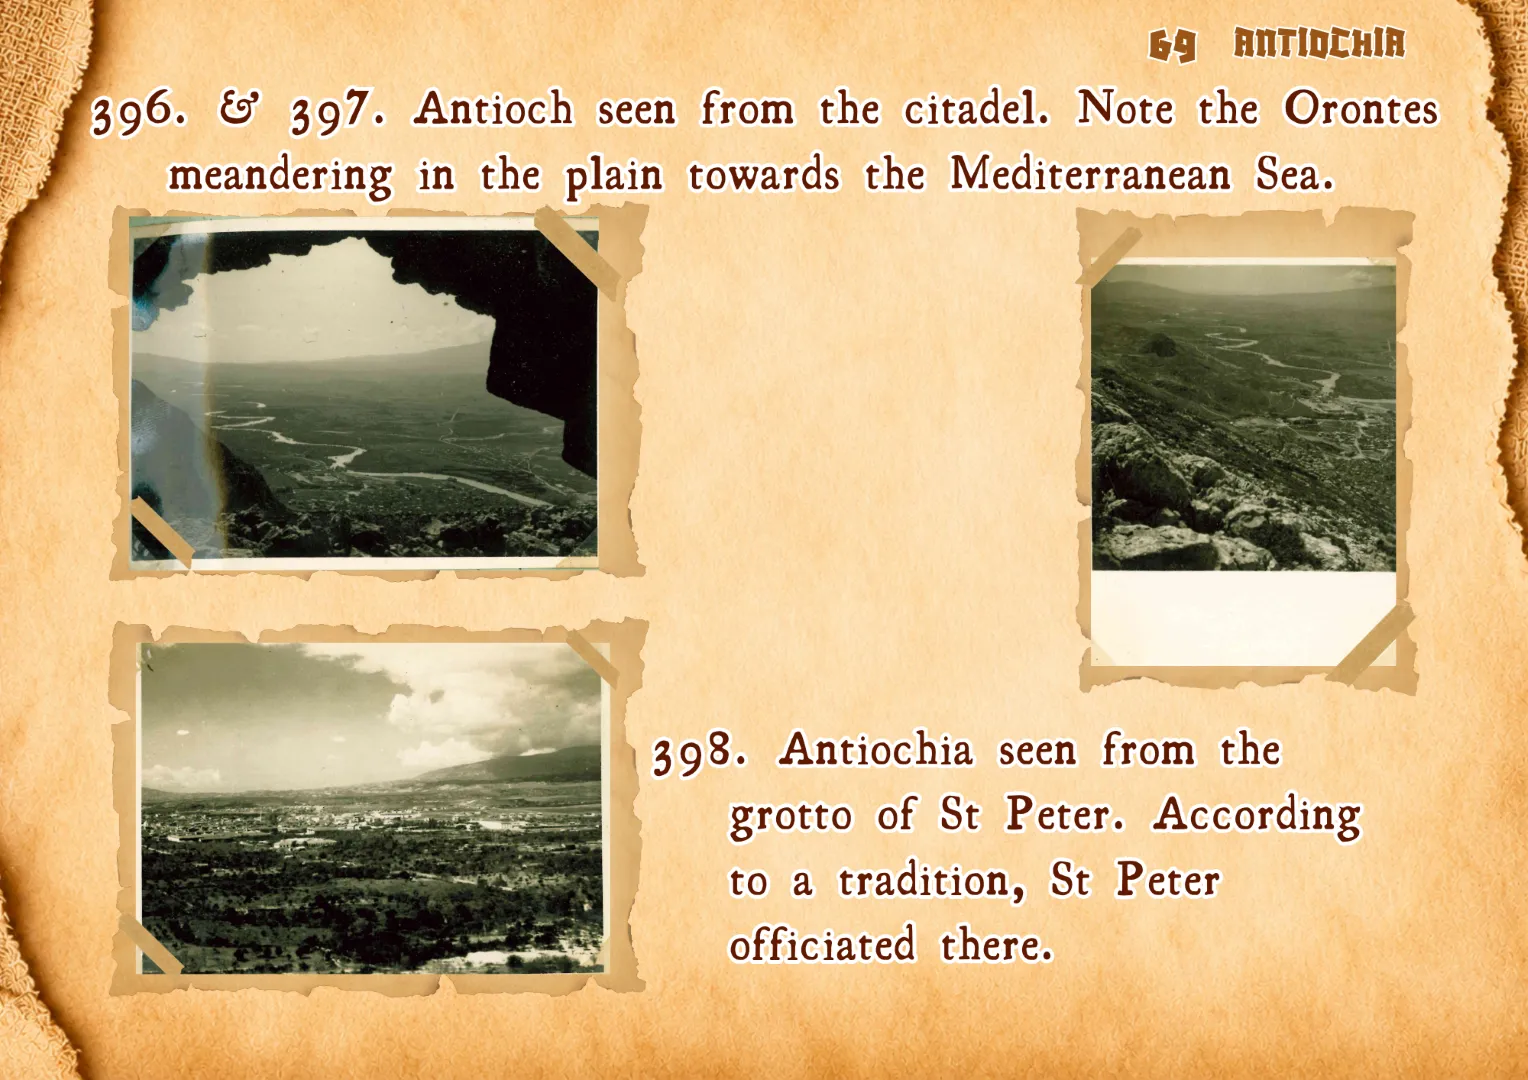 69 ANTIOCHIA
396. & 397. Antioch seen from the citadel. Note the Orontes
meandering in the plain towards the Mediterranean Sea.
398. Antiochia seen from the
grotto of St Peter. According
to a tradition, St Peter
officiated there.